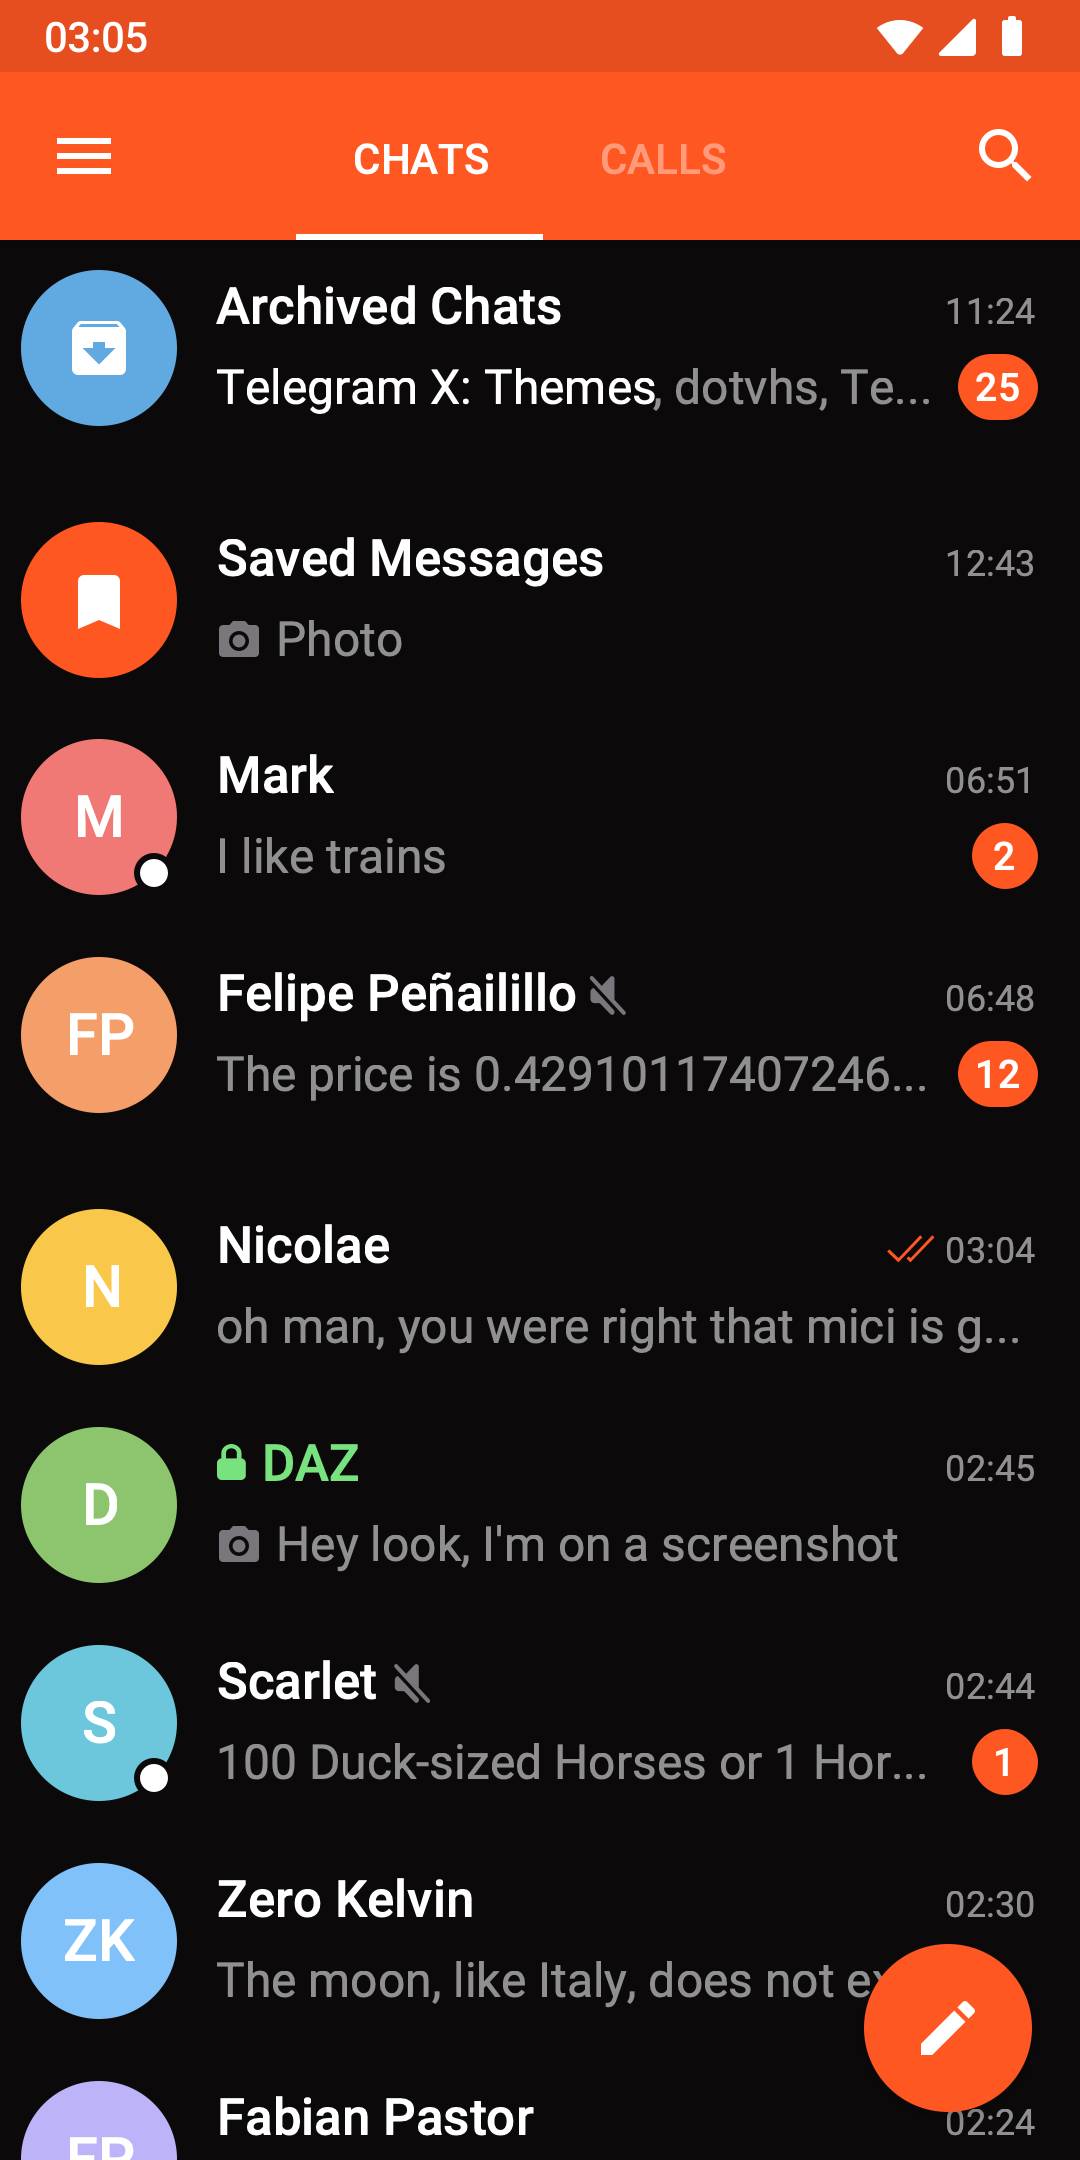 03:05
CHATS CALLS
Archived Chats 11:24
Telegram X: Themes, dotvhs, Te... 25
Saved Messages 12:43
Photo
M Mark 06:51
I like trains 2
FP Felipe Peñailillo 06:48
The price is 0.42910117407246... 12
N Nicolae 03:04
oh man, you were right that mici is g...
D DAZ 02:45
Hey look, I'm on a screenshot
S Scarlet 02:44
100 Duck-sized Horses or 1 Hor... 1
ZK Zero Kelvin 02:30
The moon, like Italy, does not
FP Fabian Pastor 02:24